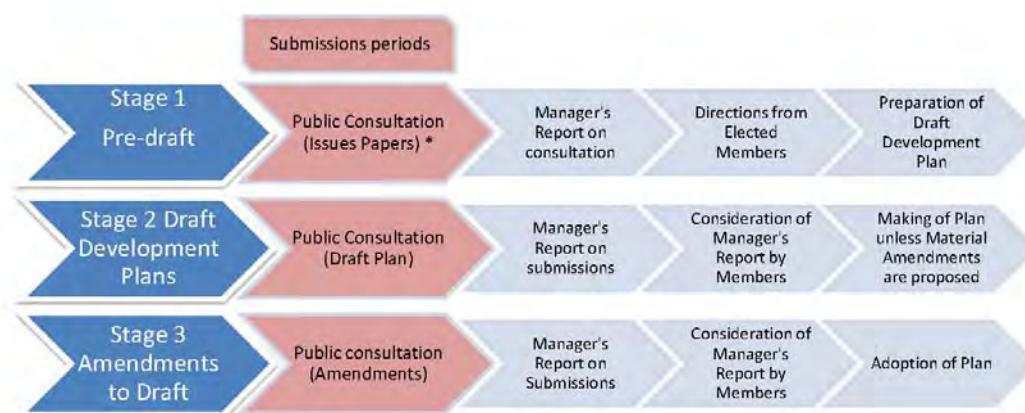 Submissions periods
Stage 1
Pre-draft
Public Consultation
(Issues Papers) *
Manager's
Report on
consultation
Directions from
Elected
Members
Preparation of
Draft
Development
Plan
Stage 2 Draft
Development
Plans
Public Consultation
(Draft Plan)
Manager's
Report on
submissions
Consideration of
Manager's
Report by
Members
Making of Plan
unless Material
Amendments
are proposed
Stage 3
Amendments
to Draft
Public consultation
(Amendments)
Manager's
Report on
Submissions
Consideration of
Manager's
Report by
Members
Adoption of Plan